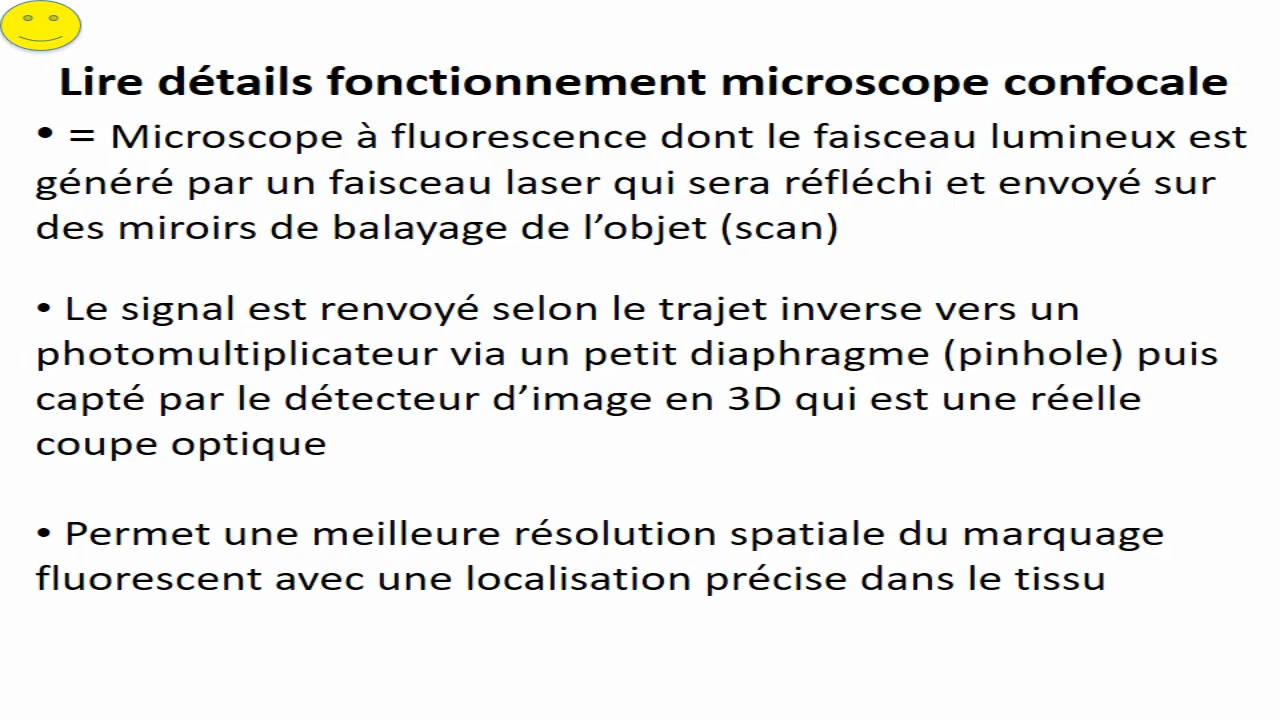 Lire détails fonctionnement microscope confocale
• = Microscope à fluorescence dont le faisceau lumineux est
généré par un faisceau laser qui sera réfléchi et envoyé sur
des miroirs de balayage de l’objet (scan)
• Le signal est renvoyé selon le trajet inverse vers un
photomultiplicateur via un petit diaphragme (pinhole) puis
capté par le détecteur d’image en 3D qui est une réelle
coupe optique
• Permet une meilleure résolution spatiale du marquage
fluorescent avec une localisation précise dans le tissu